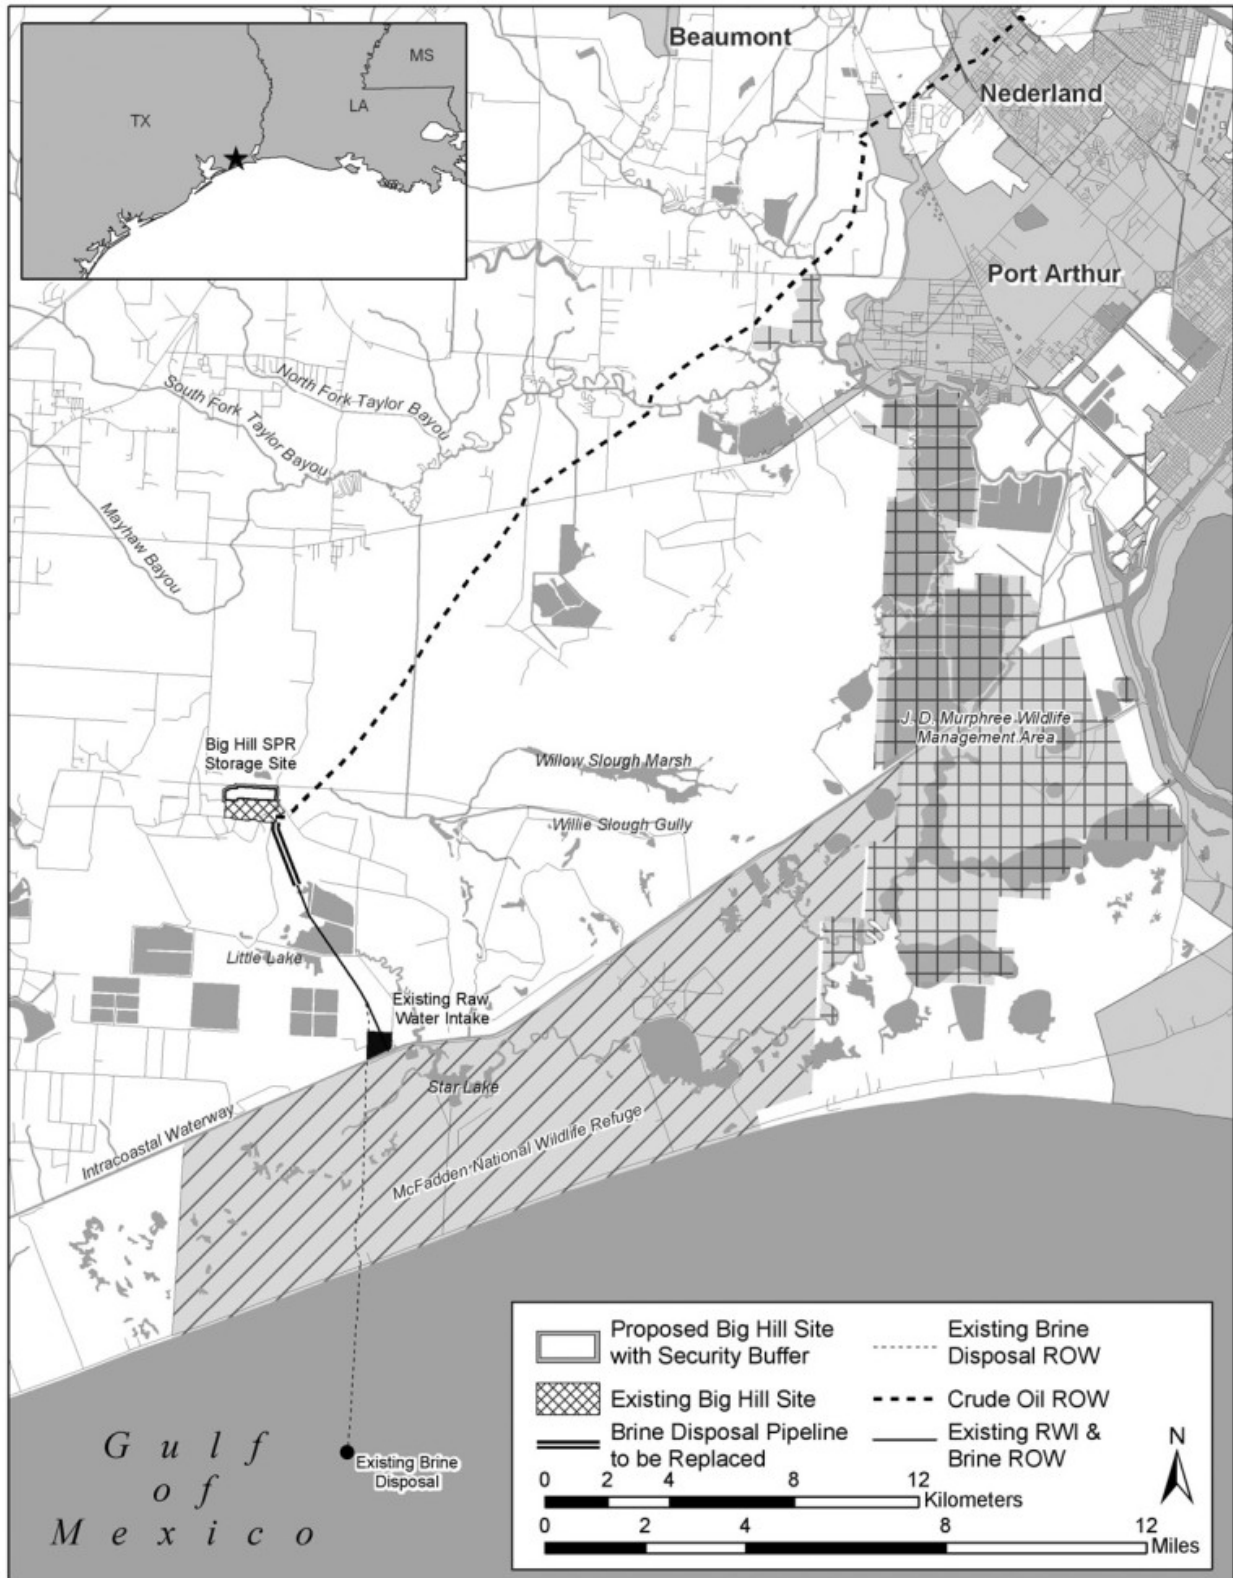 MS
TX
LA
Beaumont
Nederland
Port Arthur
North Fork Taylor Bayou
South Fork Taylor Bayou
Mayhaw Bayou
Big Hill SPR
Storage Site
Willow Slough Marsh
J. D. Murphree Wildlife
Management Area
Willie Slough Gully
Little Lake
Existing Raw
Water Intake
Star Lake
Intracoastal Waterway
McFadden National Wildlife Refuge
Gulf
of
Mexico
Existing Brine
Disposal
Proposed Big Hill Site
with Security Buffer
Existing Big Hill Site
Brine Disposal Pipeline
to be Replaced
Existing Brine
Disposal ROW
Crude Oil ROW
Existing RWI &
Brine ROW
N
0 2 4 8 12
Kilometers
0 2 4 8 12
Miles